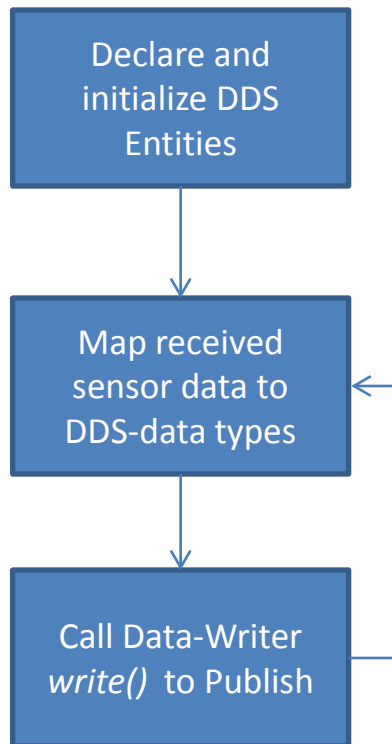 Declare and
initialize DDS
Entities
Map received
sensor data to
DDS-data types
Call Data-Writer
write() to Publish